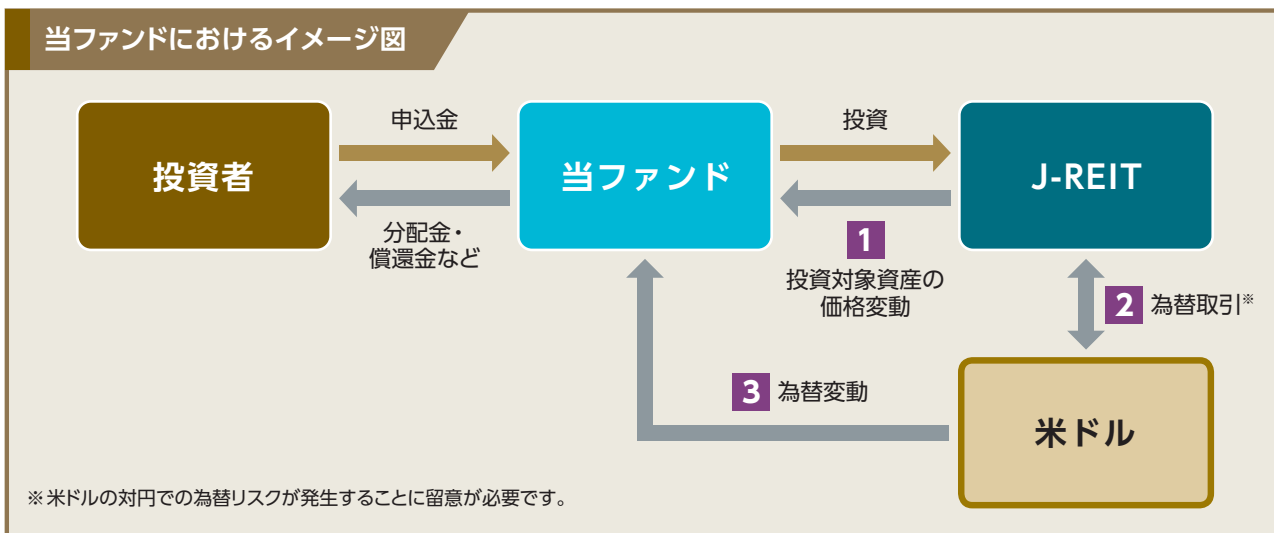 当ファンドにおけるイメージ図
投資者
申込金
分配金・
償還金など
当ファンド
投資
1
投資対象資産の
価格変動
J-REIT
2 為替取引※
3 為替変動
米ドル
※米ドルの対円での為替リスクが発生することに留意が必要です。